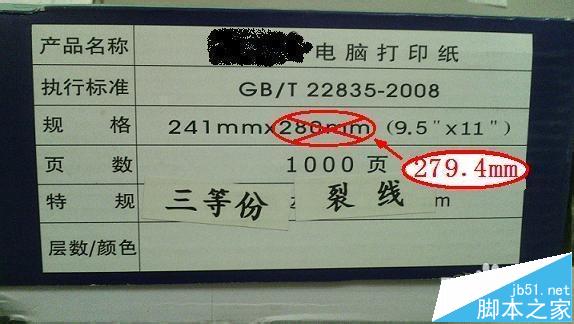 产品名称 电脑打印纸
执行标准 GB/T 22835-2008
规 格 241mmx280mm (9.5"x11")
页 数 1000 页 279.4mm
特 规 三等份 裂线 m
层数/颜色
jb51.net
脚本之家